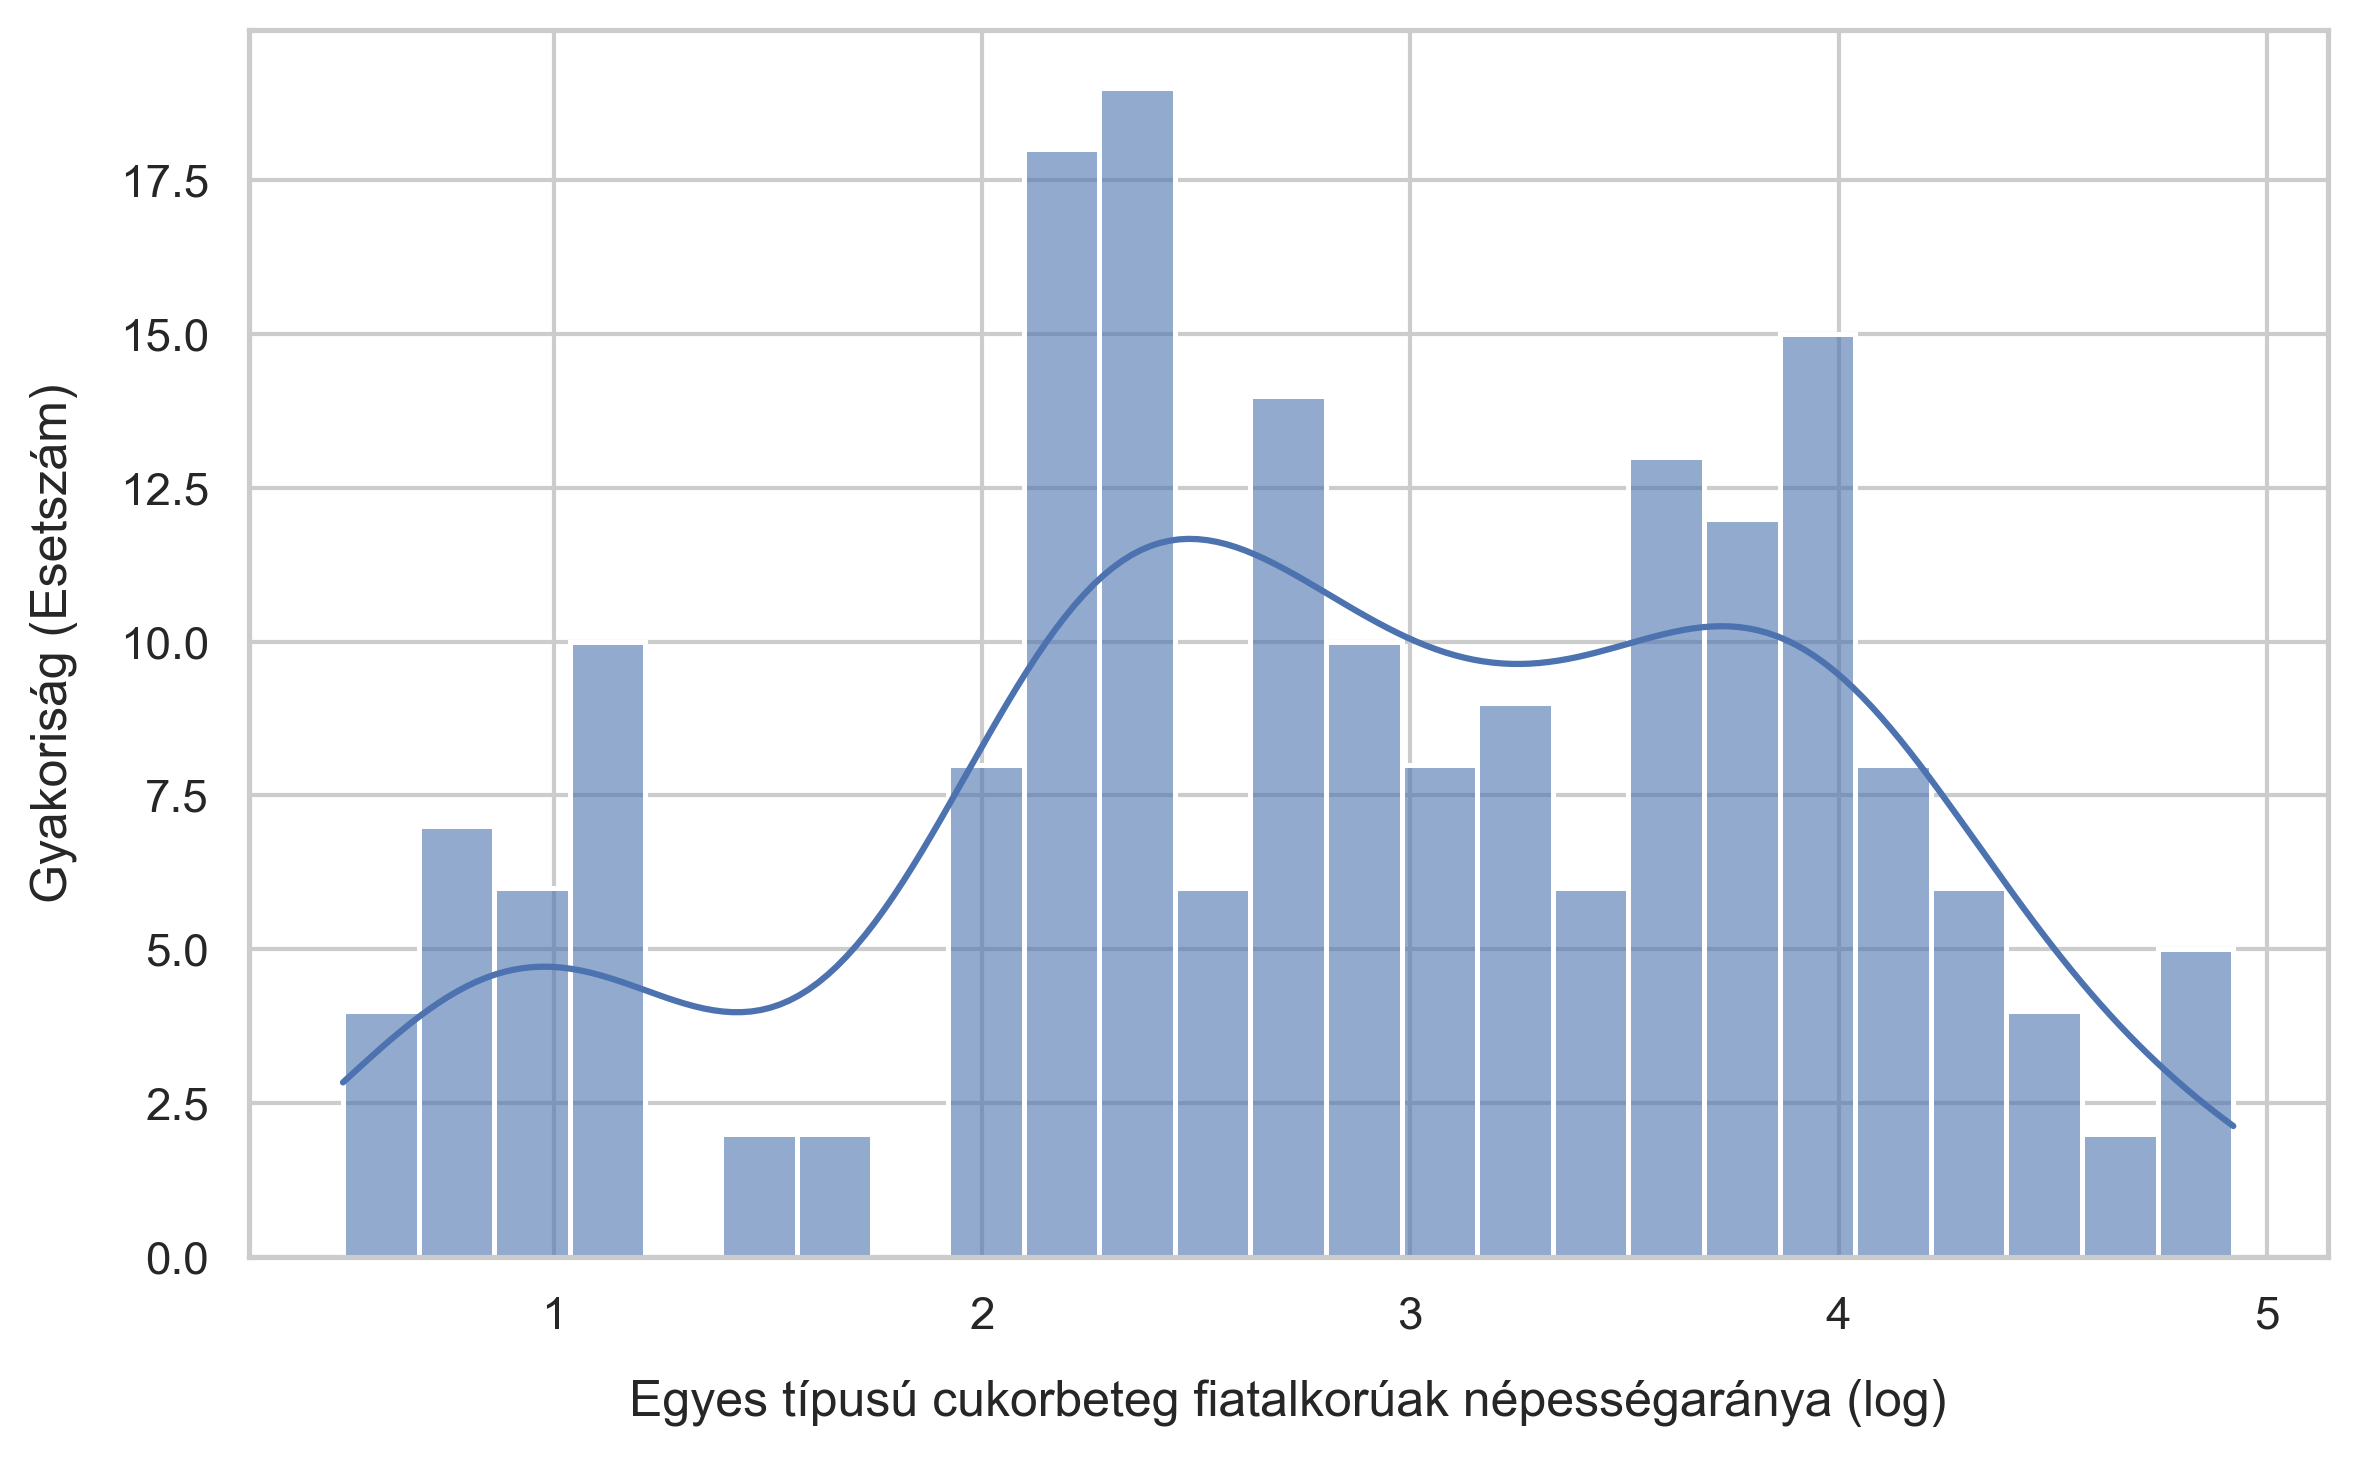 Gyakoriság (Esetszám)
17.5
15.0
12.5
10.0
7.5
5.0
2.5
0.0
1 2 3 4 5
Egyes típusú cukorbeteg fiatalkorúak népességaránya (log)